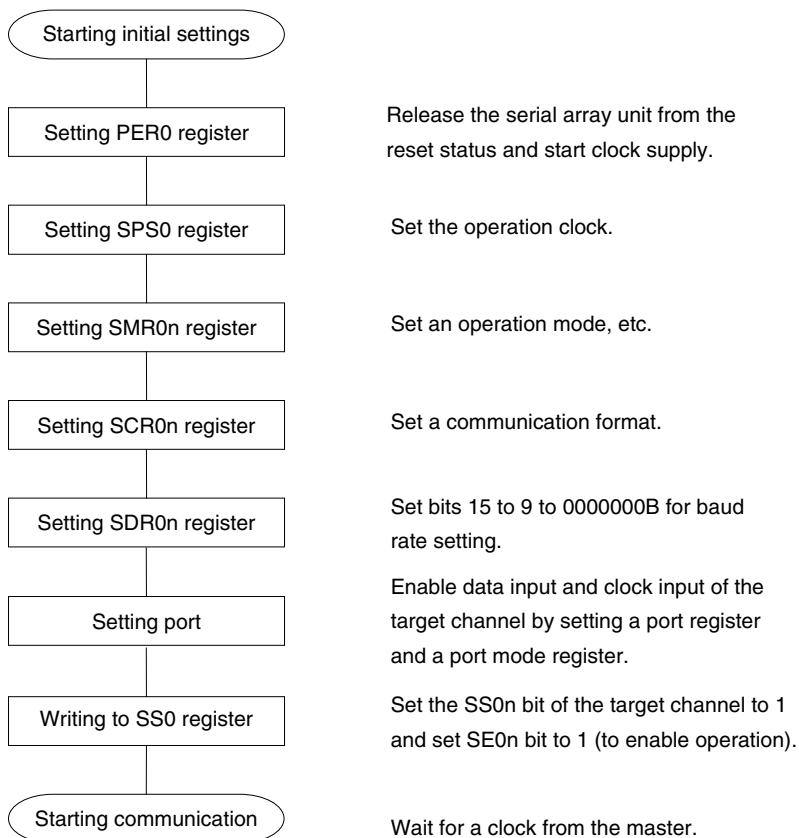 Starting initial settings
Setting PER0 register
Release the serial array unit from the
reset status and start clock supply.
Setting SPS0 register
Set the operation clock.
Setting SMR0n register
Set an operation mode, etc.
Setting SCR0n register
Set a communication format.
Setting SDR0n register
Set bits 15 to 9 to 0000000B for baud
rate setting.
Setting port
Enable data input and clock input of the
target channel by setting a port register
and a port mode register.
Writing to SS0 register
Set the SS0n bit of the target channel to 1
and set SE0n bit to 1 (to enable operation).
Starting communication
Wait for a clock from the master.